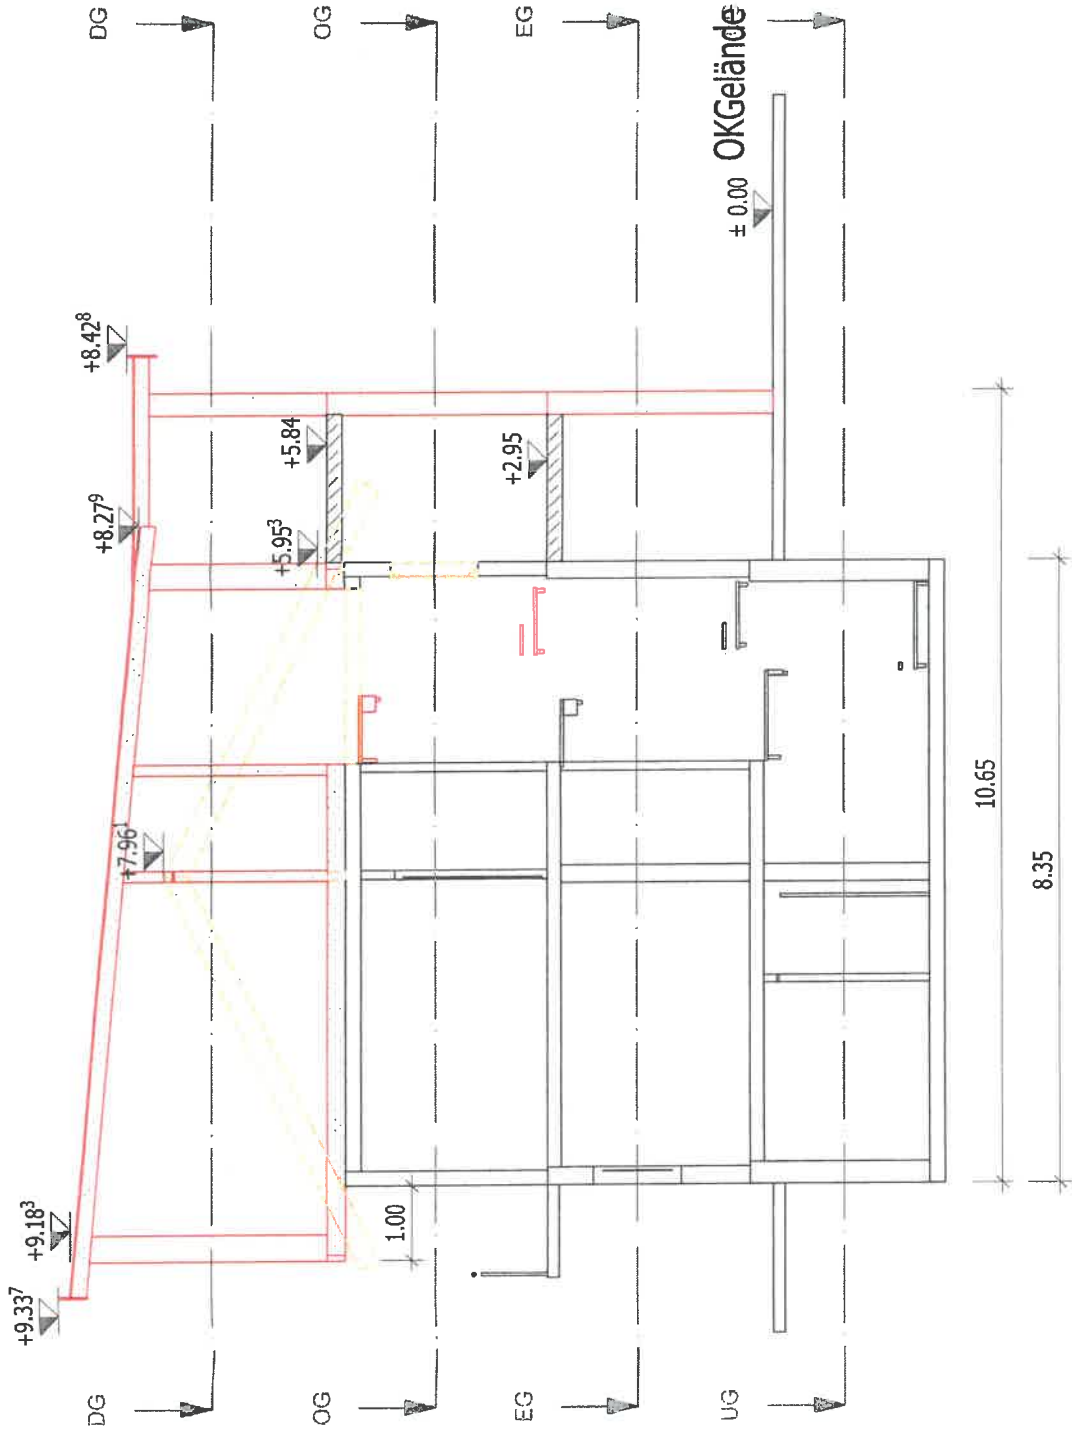 DG
OG
EG
± 0.00 OKGelände
+8.42⁸
+8.27⁹
+5.84
+5.95³
+2.95
+7.96¹
10.65
8.35
+9.18³
+9.33⁷
1.00
DG
OG
EG
UG